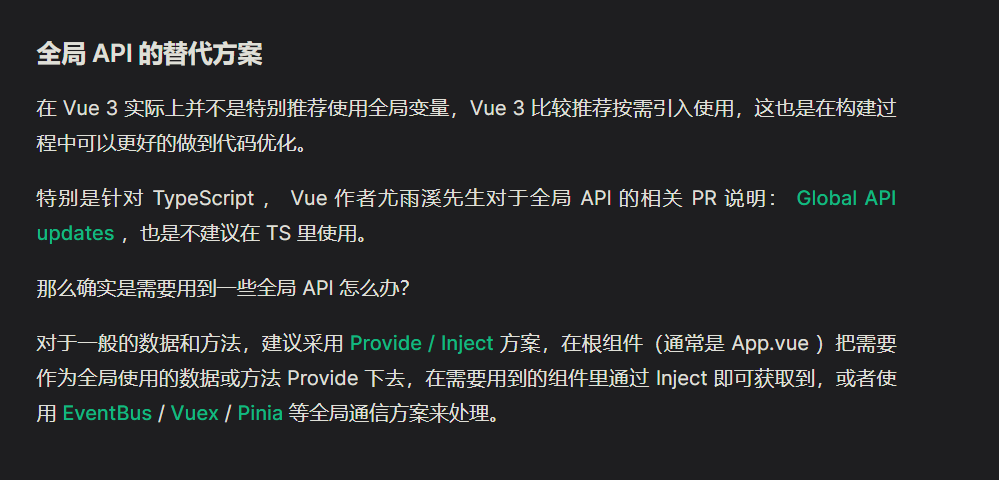 全局 API 的替代方案
在 Vue 3 实际上并不是特别推荐使用全局变量，Vue 3 比较推荐按需引入使用，这也是在构建过
程中可以更好的做到代码优化。
特别是针对 TypeScript ， Vue 作者尤雨溪先生对于全局 API 的相关 PR 说明： Global API
updates ，也是不建议在 TS 里使用。
那么确实是需要用到一些全局 API 怎么办？
对于一般的数据和方法，建议采用 Provide / Inject 方案，在根组件（通常是 App.vue ）把需要
作为全局使用的数据或方法 Provide 下去，在需要用到的组件里通过 Inject 即可获取到，或者使
用 EventBus / Vuex / Pinia 等全局通信方案来处理。